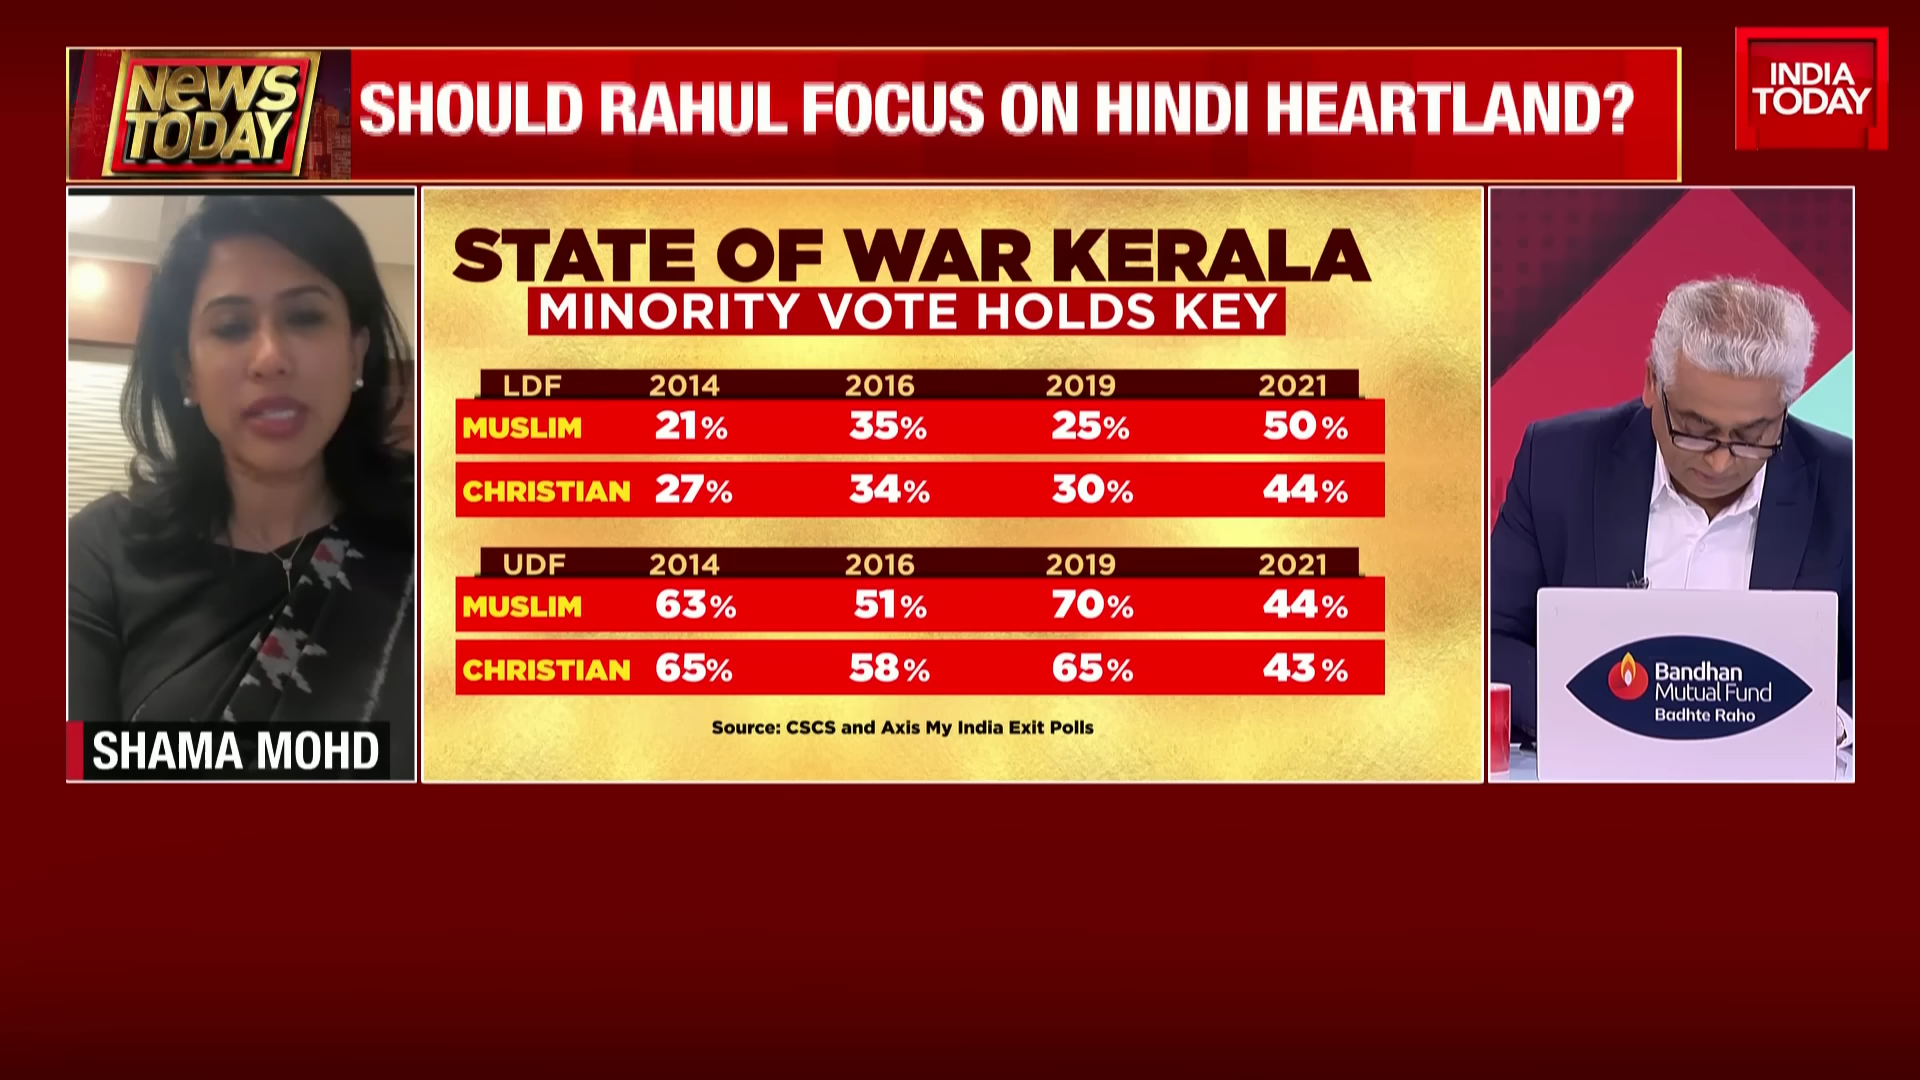 NEWS
TODAY
SHOULD RAHUL FOCUS ON HINDI HEARTLAND?
INDIA
TODAY
STATE OF WAR KERALA
MINORITY VOTE HOLDS KEY
LDF 2014 2016 2019 2021
MUSLIM 21% 35% 25% 50%
CHRISTIAN 27% 34% 30% 44%
UDF 2014 2016 2019 2021
MUSLIM 63% 51% 70% 44%
CHRISTIAN 65% 58% 65% 43%
Source: CSCS and Axis My India Exit Polls
SHAMA MOHD
Bandhan
Mutual Fund
Badhte Raho